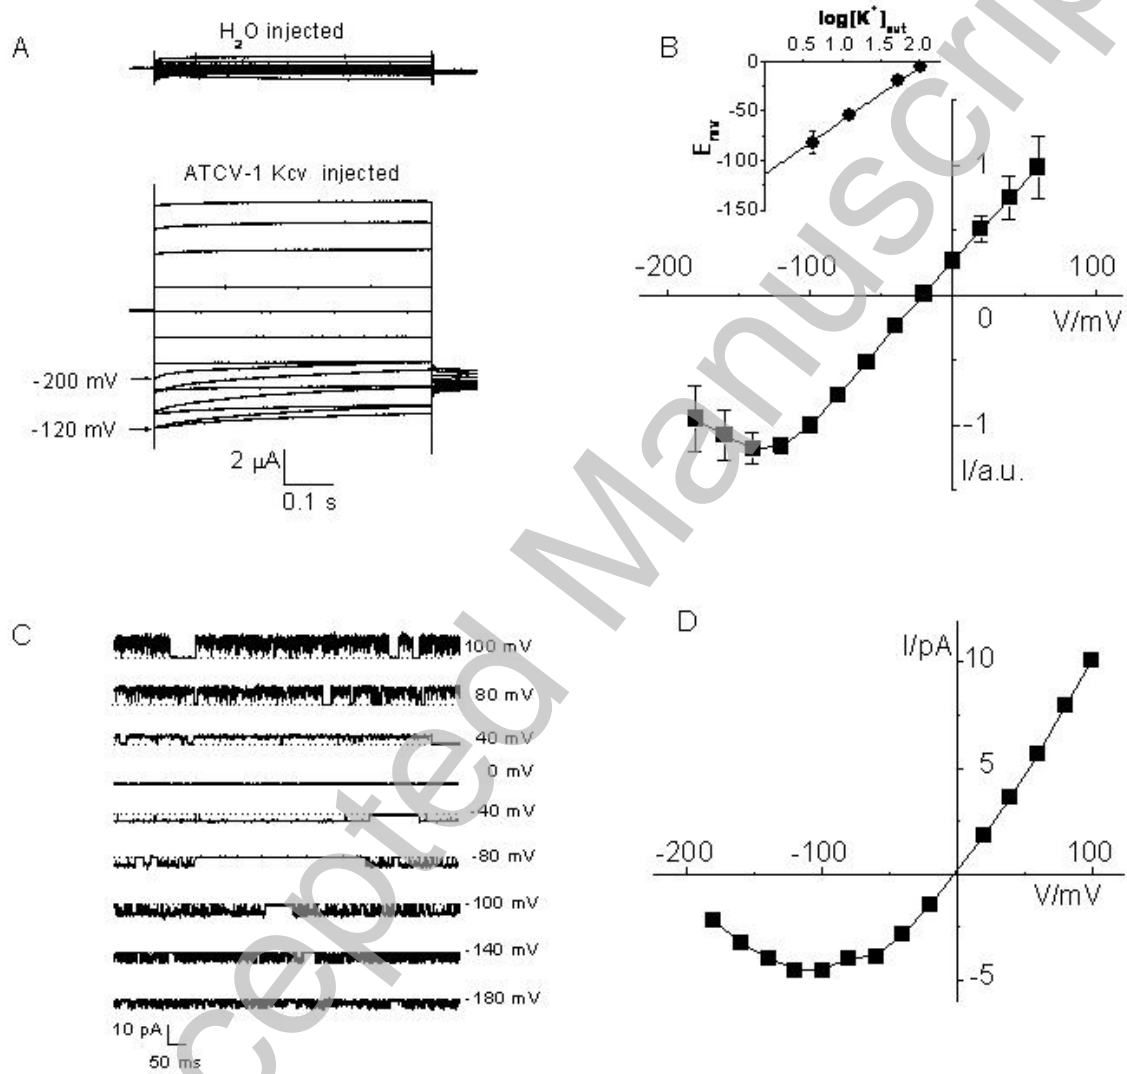 A
H₂O injected
ATCV-1 Kcv injected
-200 mV
-120 mV
2 µA
0.1 s
B
log[K⁺]out
0.5 1.0 1.5 2.0
0
-50
-100
-150
E rev
1
-200 -100 100
0
V/mV
-1
I/a.u.
C
100 mV
80 mV
40 mV
0 mV
-40 mV
-80 mV
-100 mV
-140 mV
-180 mV
10 pA
50 ms
D
I/pA
10
5
-200 -100 100
V/mV
-5
cepted Manuscrip